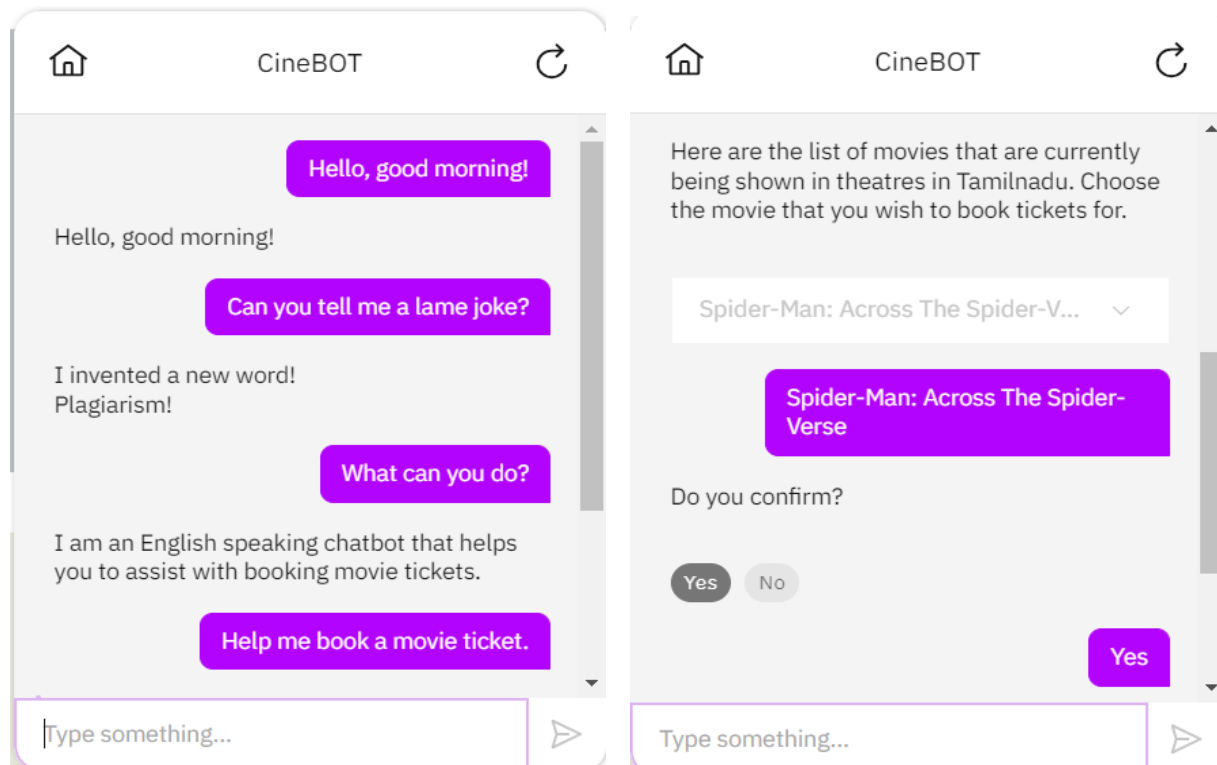 CineBOT
Hello, good morning!
Hello, good morning!
Can you tell me a lame joke?
I invented a new word!
Plagiarism!
What can you do?
I am an English speaking chatbot that helps
you to assist with booking movie tickets.
Help me book a movie ticket.
Type something...
CineBOT
Here are the list of movies that are currently
being shown in theatres in Tamilnadu. Choose
the movie that you wish to book tickets for.
Spider-Man: Across The Spider-V...
Spider-Man: Across The Spider-
Verse
Do you confirm?
Yes No
Yes
Type something...